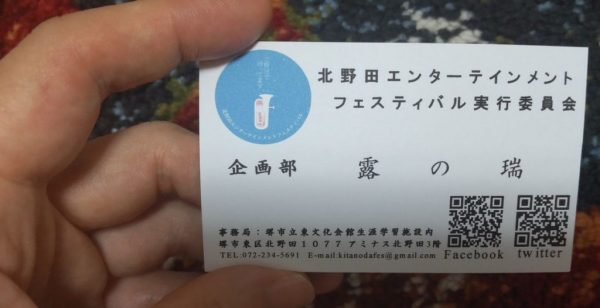 北野田エンターテインメント
フェスティバル実行委員会
企画部 露の瑞
事務局：堺市立東文化会館生涯学習施設内
堺市東区北野田１０７７アミナス北野田3階
TEL:072-234-5691 E-mail:kitanodafes@gmail.com
Facebook twitter